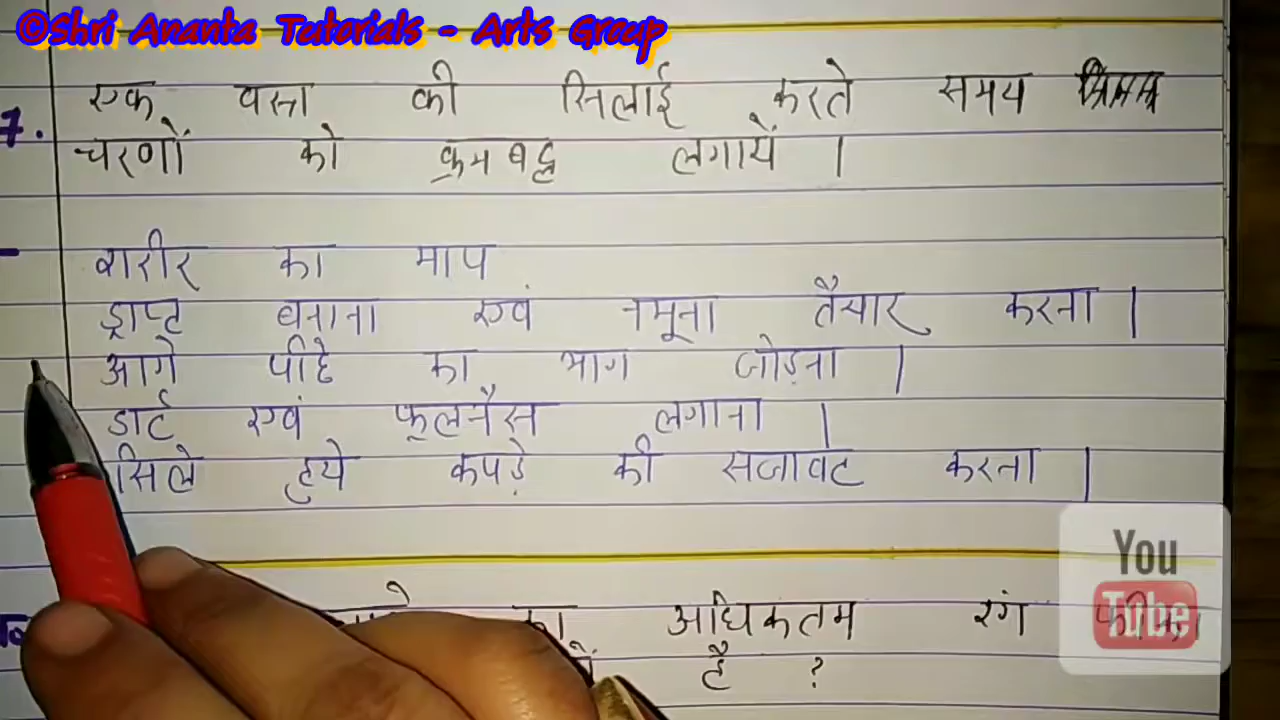 ©Shri Ananta Tutorials - Arts Group
7. एक वस्त्र की सिलाई करते समय
चरणों को क्रमबद्ध लगायें ।
शरीर का माप
ड्राप्ट बनाना एवं नमूना तैयार करना ।
आगे पीछे का भाग जोड़ना ।
डार्ट एवं फूलनैस लगाना ।
सिले हुये कपड़े की सजावट करना ।
का अधिकतम रंग फीका
में है ?
You
Tube